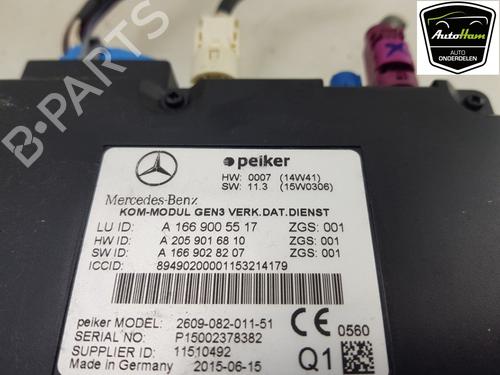 AutoHam
AUTO
ONDERDELEN
B-PARTS
peiker
HW: 0007 (14W41)
SW: 11.3 (15W0306)
Mercedes-Benz
KOM-MODUL GEN3 VERK.DAT.DIENST
LU ID: A 166 900 55 17 ZGS: 001
HW ID: A 205 901 68 10 ZGS: 001
SW ID: A 166 902 82 07 ZGS: 001
ICCID: 89490200001153214179
peiker MODEL: 2609-082-011-51 CE 0560
SERIAL NO: P15002378382
SUPPLIER ID: 11510492
Made in Germany 2015-06-15 Q1